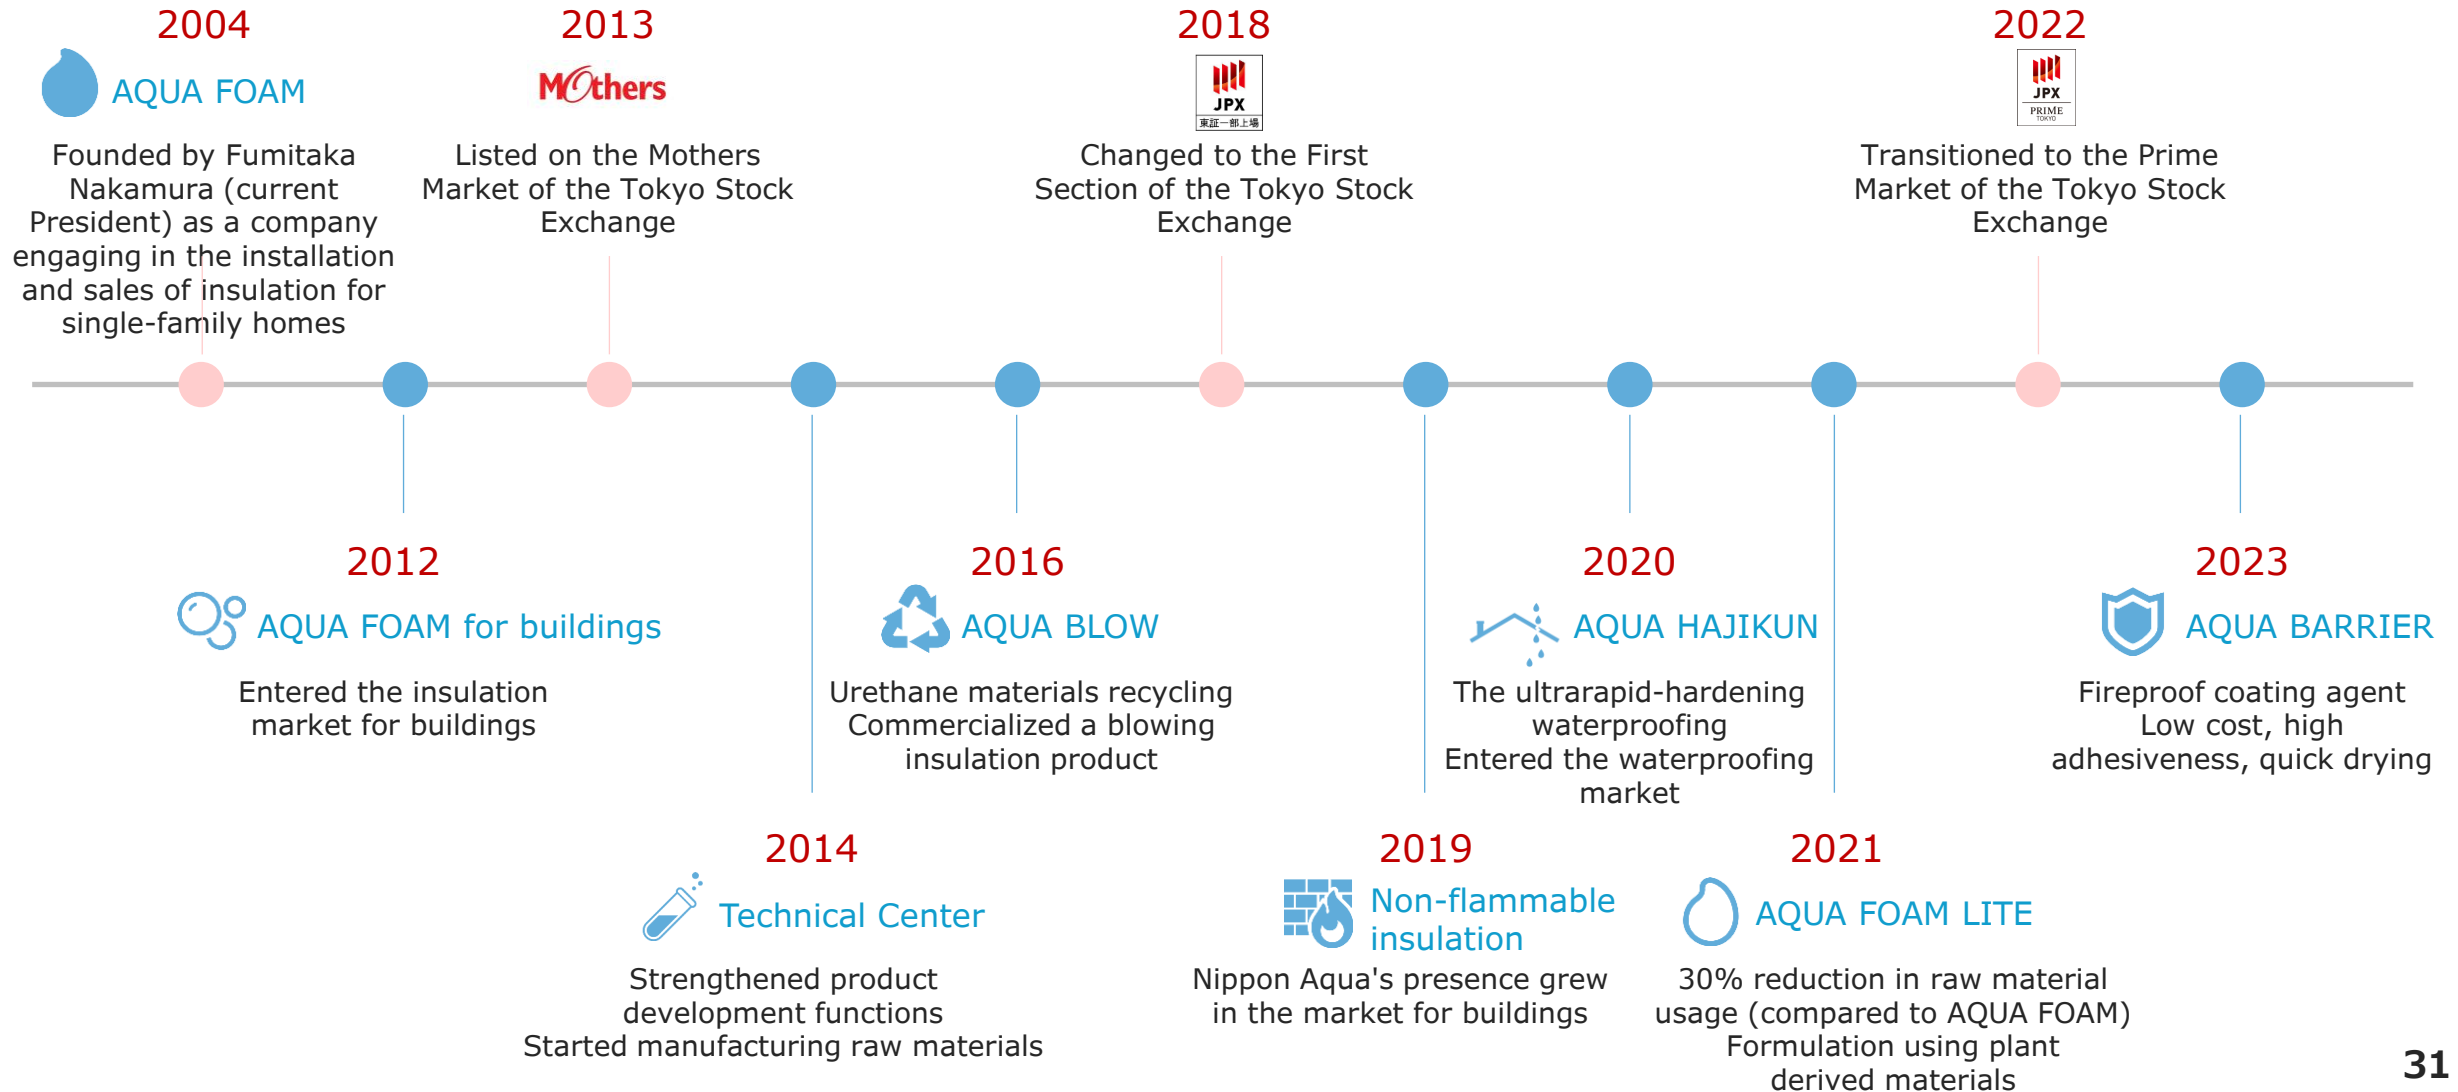 2004
AQUA FOAM
Founded by Fumitaka
Nakamura (current
President) as a company
engaging in the installation
and sales of insulation for
single-family homes
2013
Mothers
Listed on the Mothers
Market of the Tokyo Stock
Exchange
2018
JPX
東証一部上場
Changed to the First
Section of the Tokyo Stock
Exchange
2022
JPX
PRIME
TOKYO
Transitioned to the Prime
Market of the Tokyo Stock
Exchange
2012
AQUA FOAM for buildings
Entered the insulation
market for buildings
2016
AQUA BLOW
Urethane materials recycling
Commercialized a blowing
insulation product
2020
AQUA HAJIKUN
The ultrarapid-hardening
waterproofing
Entered the waterproofing
market
2023
AQUA BARRIER
Fireproof coating agent
Low cost, high
adhesiveness, quick drying
2014
Technical Center
Strengthened product
development functions
Started manufacturing raw materials
2019
Non-flammable
insulation
Nippon Aqua's presence grew
in the market for buildings
2021
AQUA FOAM LITE
30% reduction in raw material
usage (compared to AQUA FOAM)
Formulation using plant
derived materials
31